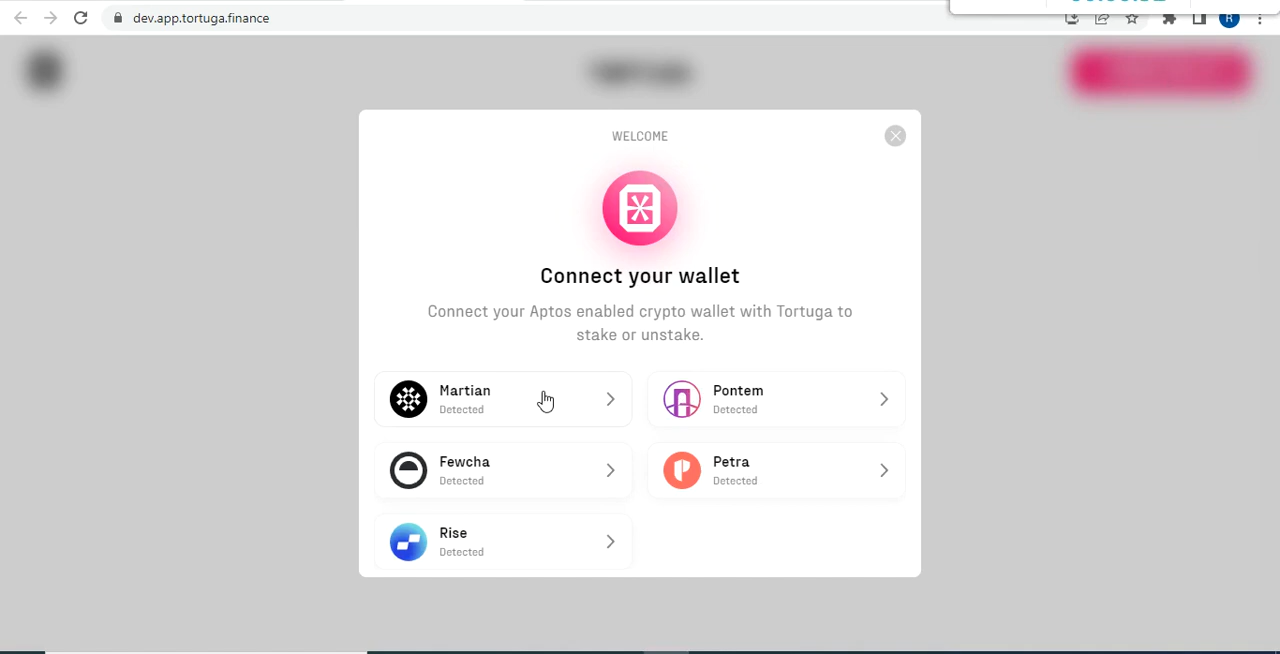 dev.app.tortuga.finance
R
WELCOME
Connect your wallet
Connect your Aptos enabled crypto wallet with Tortuga to
stake or unstake.
Martian
Detected
Pontem
Detected
Fewcha
Detected
Petra
Detected
Rise
Detected